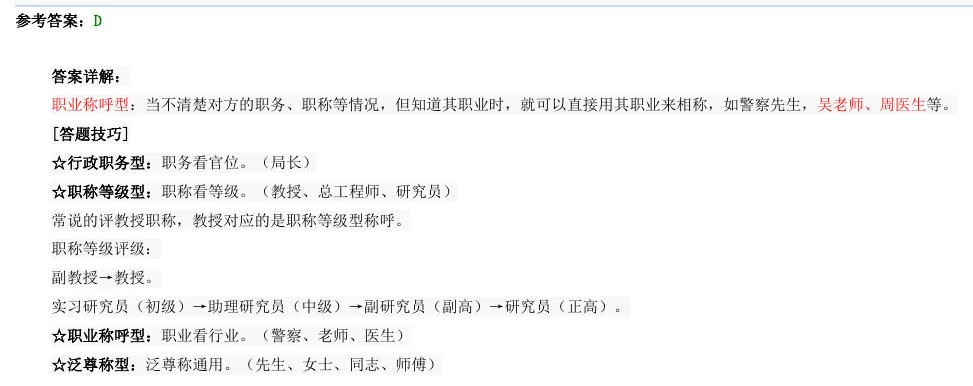 参考答案：D
答案详解：
职业称呼型：当不清楚对方的职务、职称等情况，但知道其职业时，就可以直接用其职业来相称，如警察先生，吴老师、周医生等。
[答题技巧]
☆行政职务型：职务看官位。（局长）
☆职称等级型：职称看等级。（教授、总工程师、研究员）
常说的评教授职称，教授对应的是职称等级型称呼。
职称等级评级：
副教授→教授。
实习研究员（初级）→助理研究员（中级）→副研究员（副高）→研究员（正高）。
☆职业称呼型：职业看行业。（警察、老师、医生）
☆泛尊称型：泛尊称通用。（先生、女士、同志、师傅）